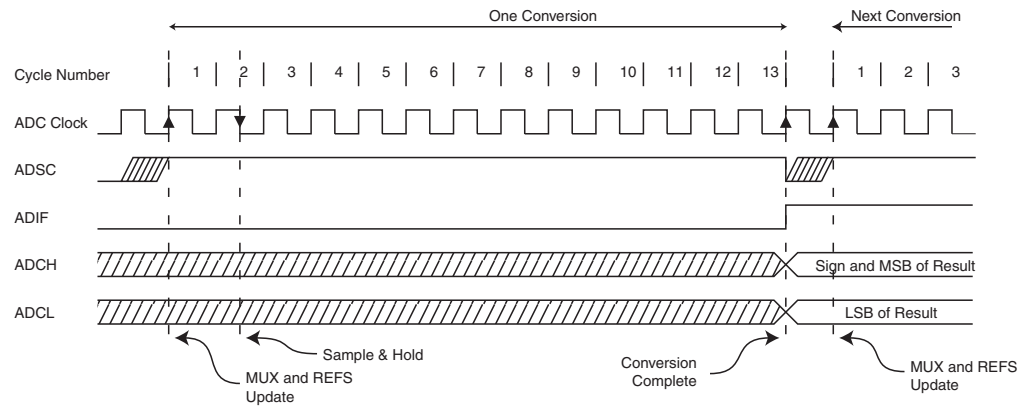 One Conversion
Next Conversion
Cycle Number 1 2 3 4 5 6 7 8 9 10 11 12 13 1 2 3
ADC Clock
ADSC
ADIF
ADCH
Sign and MSB of Result
ADCL
LSB of Result
Sample & Hold
MUX and REFS
Update
Conversion
Complete
MUX and REFS
Update